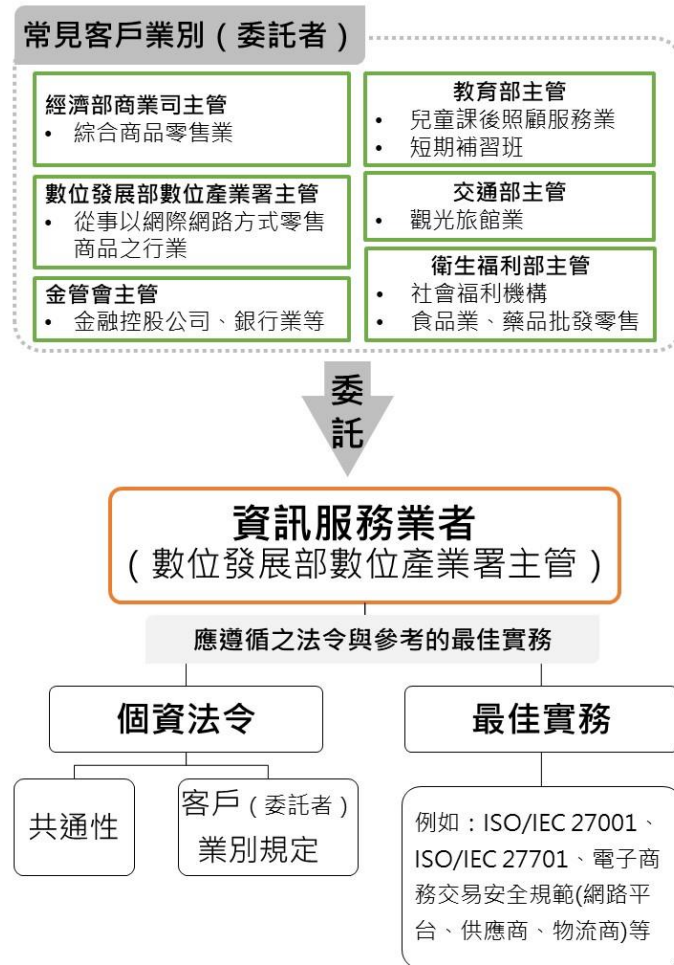 常見客戶業別（委託者）
經濟部商業司主管
• 綜合商品零售業
數位發展部數位產業署主管
• 從事以網際網路方式零售
商品之行業
金管會主管
• 金融控股公司、銀行業等
教育部主管
• 兒童課後照顧服務業
• 短期補習班
交通部主管
• 觀光旅館業
衛生福利部主管
• 社會福利機構
• 食品業、藥品批發零售
委
託
資訊服務業者
（數位發展部數位產業署主管）
應遵循之法令與參考的最佳實務
個資法令
最佳實務
共通性
客戶（委託者）
業別規定
例如：ISO/IEC 27001、
ISO/IEC 27701、電子商
務交易安全規範(網路平
台、供應商、物流商)等